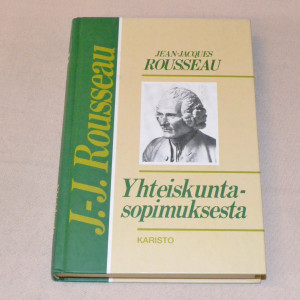 J.-J. Rousseau
JEAN-JACQUES
ROUSSEAU
Yhteiskunta-
sopimuksesta
KARISTO